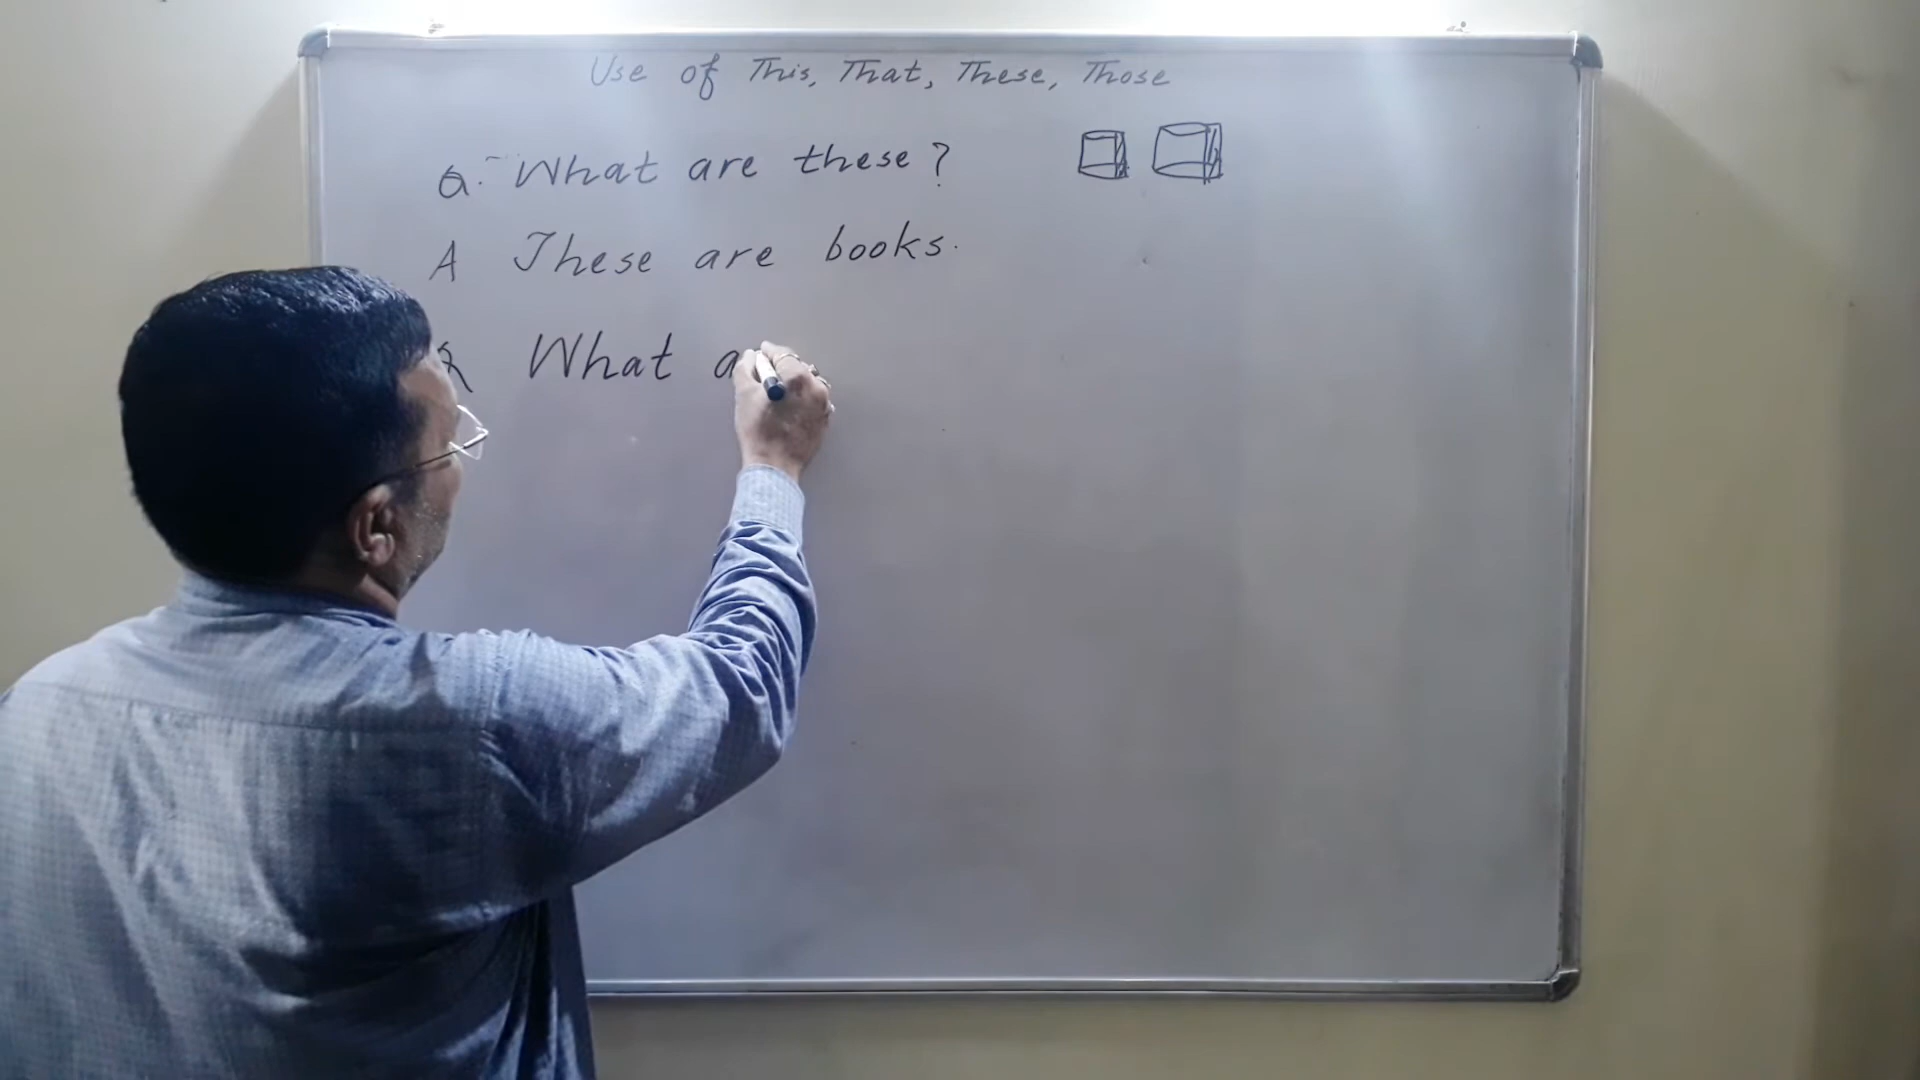 Use of This, That, These, Those
Q. What are these?
A These are books.
Q What a